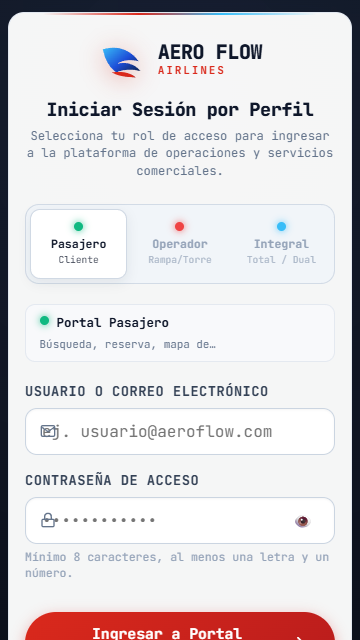 AERO FLOW
AIRLINES
Iniciar Sesión por Perfil
Selecciona tu rol de acceso para ingresar
a la plataforma de operaciones y servicios
comerciales.
Pasajero
Cliente
Operador
Rampa/Torre
Integral
Total / Dual
Portal Pasajero
Búsqueda, reserva, mapa de…
USUARIO O CORREO ELECTRÓNICO
Ej. usuario@aeroflow.com
CONTRASEÑA DE ACCESO
Mínimo 8 caracteres, al menos una letra y un
número.
Ingresar a Portal